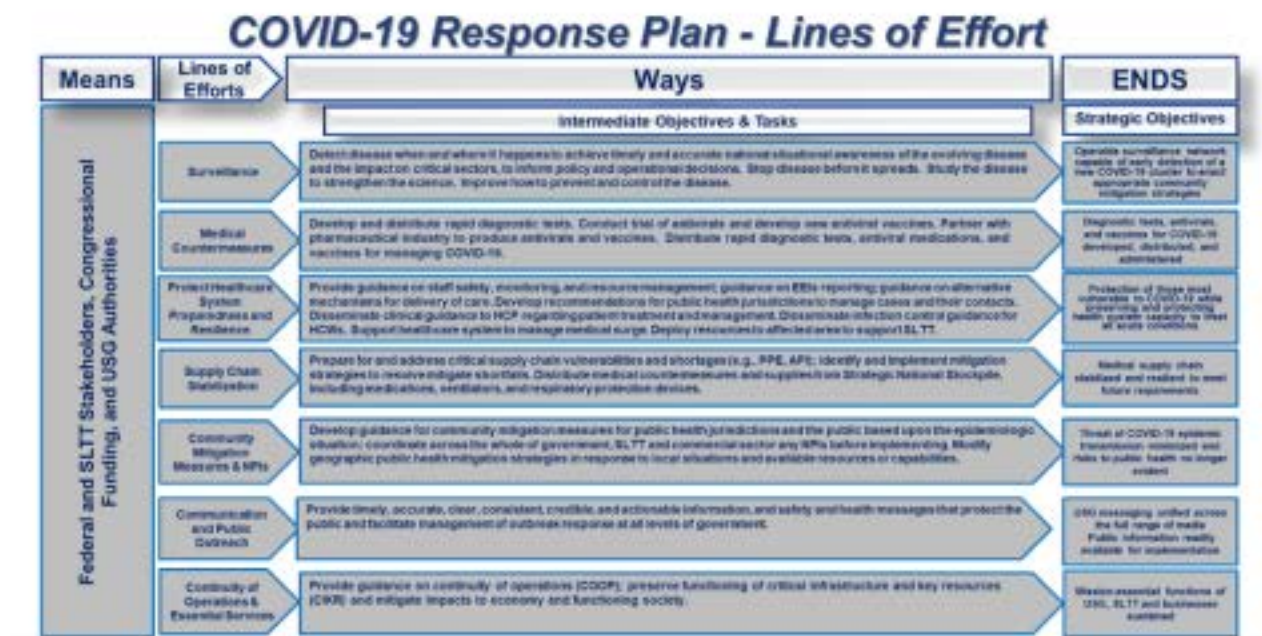 COVID-19 Response Plan - Lines of Effort
Means
Lines of
Efforts
Ways
ENDS
Intermediate Objectives & Tasks
Strategic Objectives
Federal and SLTT Stakeholders, Congressional
Funding, and USG Authorities
Surveillance
Detect disease when and where it happens to achieve timely and accurate national situational awareness of the evolving disease
and the impact on critical sectors, to inform policy and operational decisions. Stop disease before it spreads. Study the disease
to strengthen the science. Improve how to prevent and control the disease.
Operable surveillance network
capable of early detection of a
new COVID-19 cluster to enact
appropriate community
mitigation strategies
Medical
Countermeasures
Develop and distribute rapid diagnostic tests. Conduct trial of antivirals and develop new antiviral vaccines. Partner with
pharmaceutical industry to produce antivirals and vaccines. Distribute rapid diagnostic tests, antiviral medications, and
vaccines for managing COVID-19.
Diagnostic tests, antivirals,
and vaccines for COVID-19
developed, distributed, and
administered
Protect Healthcare
System
Preparedness and
Resilience
Provide guidance on staff safety, monitoring, and resource management; guidance on EEIs reporting; guidance on alternative
mechanisms for delivery of care. Develop recommendations for public health jurisdictions to manage cases and their contacts.
Disseminate clinical guidance to HCP regarding patient treatment and management. Disseminate infection control guidance for
HCWs. Support healthcare system to manage medical surge. Deploy resources to affected area to support SLTT.
Protection of those most
vulnerable to COVID-19 while
preserving and protecting
health system capacity to meet
all acute conditions
Supply Chain
Stabilization
Prepare for and address critical supply chain vulnerabilities and shortages (e.g., PPE, API); identify and implement mitigation
strategies to resolve mitigate shortfalls. Distribute medical countermeasures and supplies from Strategic National Stockpile,
including medications, ventilators, and respiratory protection devices.
Medical supply chain
stabilized and resilient to meet
future requirements
Community
Mitigation
Measures & NPIs
Develop guidance for community mitigation measures for public health jurisdictions and the public based upon the epidemiologic
situation; coordinate across the whole of government, SLTT and commercial sector any NPIs before implementing. Modify
geographic public health mitigation strategies in response to local situations and available resources or capabilities.
Threat of COVID-19 epidemic
transmission minimized and
risks to public health no longer
evident
Communication
and Public
Outreach
Provide timely, accurate, clear, consistent, credible, and actionable information, and safety and health messages that protect the
public and facilitate management of outbreak response at all levels of government.
USG messaging unified across
the full range of media
Public information readily
available for implementation
Continuity of
Operations &
Essential Services
Provide guidance on continuity of operations (COOP); preserve functioning of critical infrastructure and key resources
(CIKR) and mitigate impacts to economy and functioning society.
Mission-essential functions of
USG, SLTT and businesses
sustained